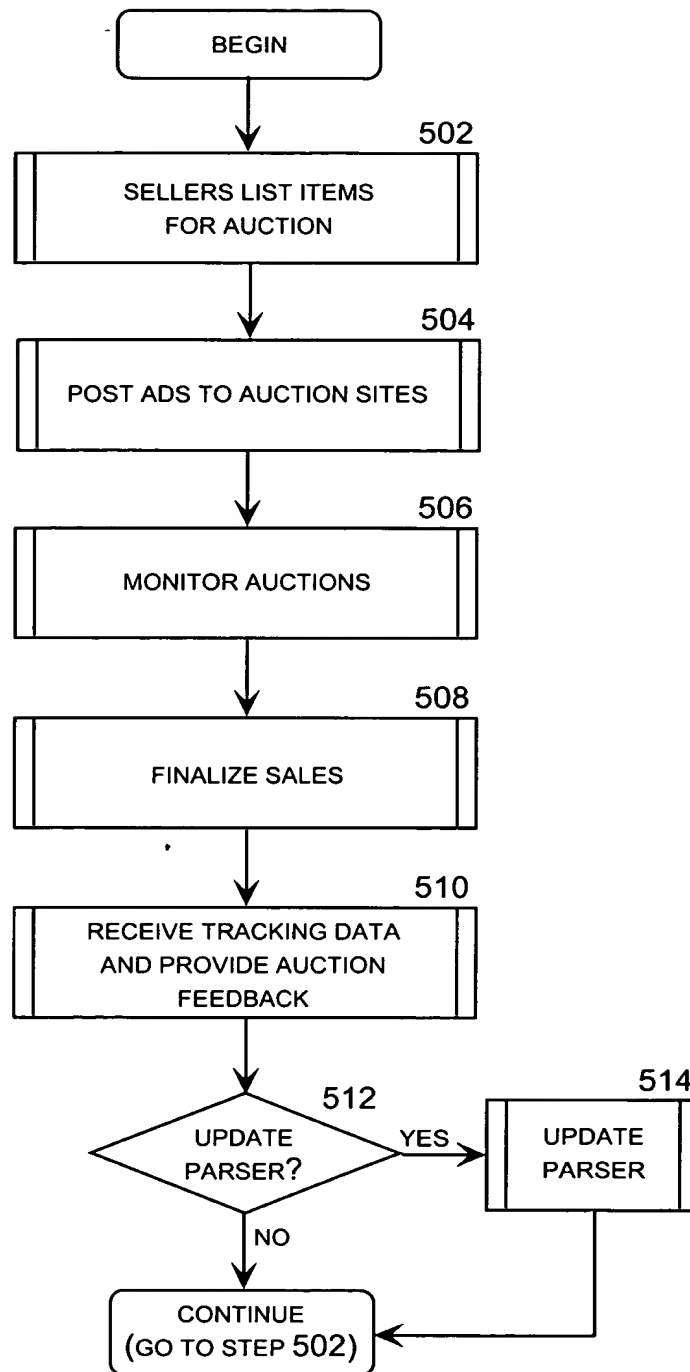 BEGIN
502
SELLERS LIST ITEMS
FOR AUCTION
504
POST ADS TO AUCTION SITES
506
MONITOR AUCTIONS
508
FINALIZE SALES
510
RECEIVE TRACKING DATA
AND PROVIDE AUCTION
FEEDBACK
512
UPDATE
PARSER?
YES
514
UPDATE
PARSER
NO
CONTINUE
(GO TO STEP 502)